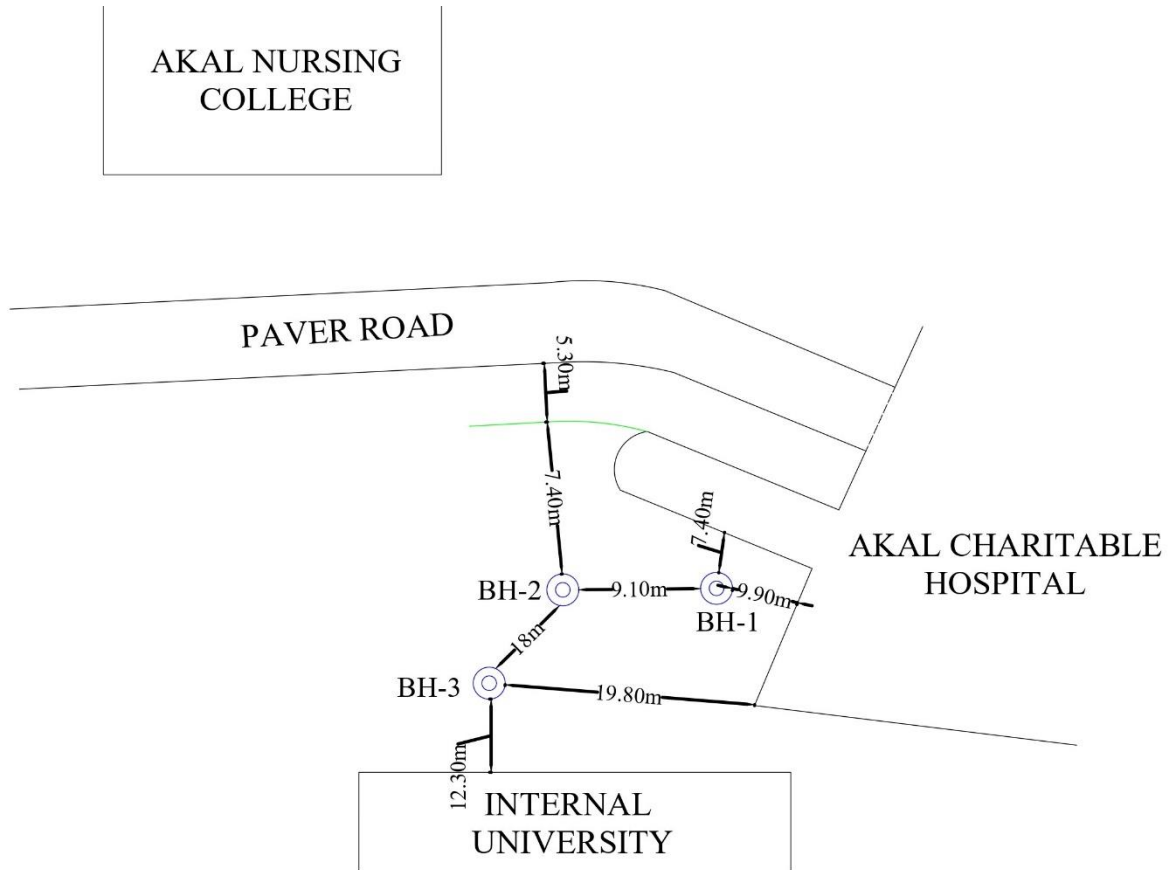 AKAL NURSING
COLLEGE
PAVER ROAD
5.30m
7.40m
7.40m
AKAL CHARITABLE
HOSPITAL
BH-2
9.10m
9.90m
BH-1
18m
BH-3
19.80m
12.30m
INTERNAL
UNIVERSITY